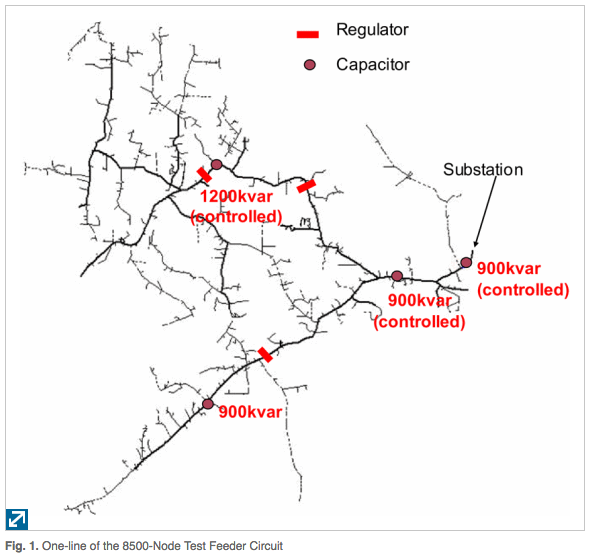 Regulator
Capacitor
Substation
1200kvar
(controlled)
900kvar
(controlled)
900kvar
(controlled)
900kvar
Fig. 1. One-line of the 8500-Node Test Feeder Circuit